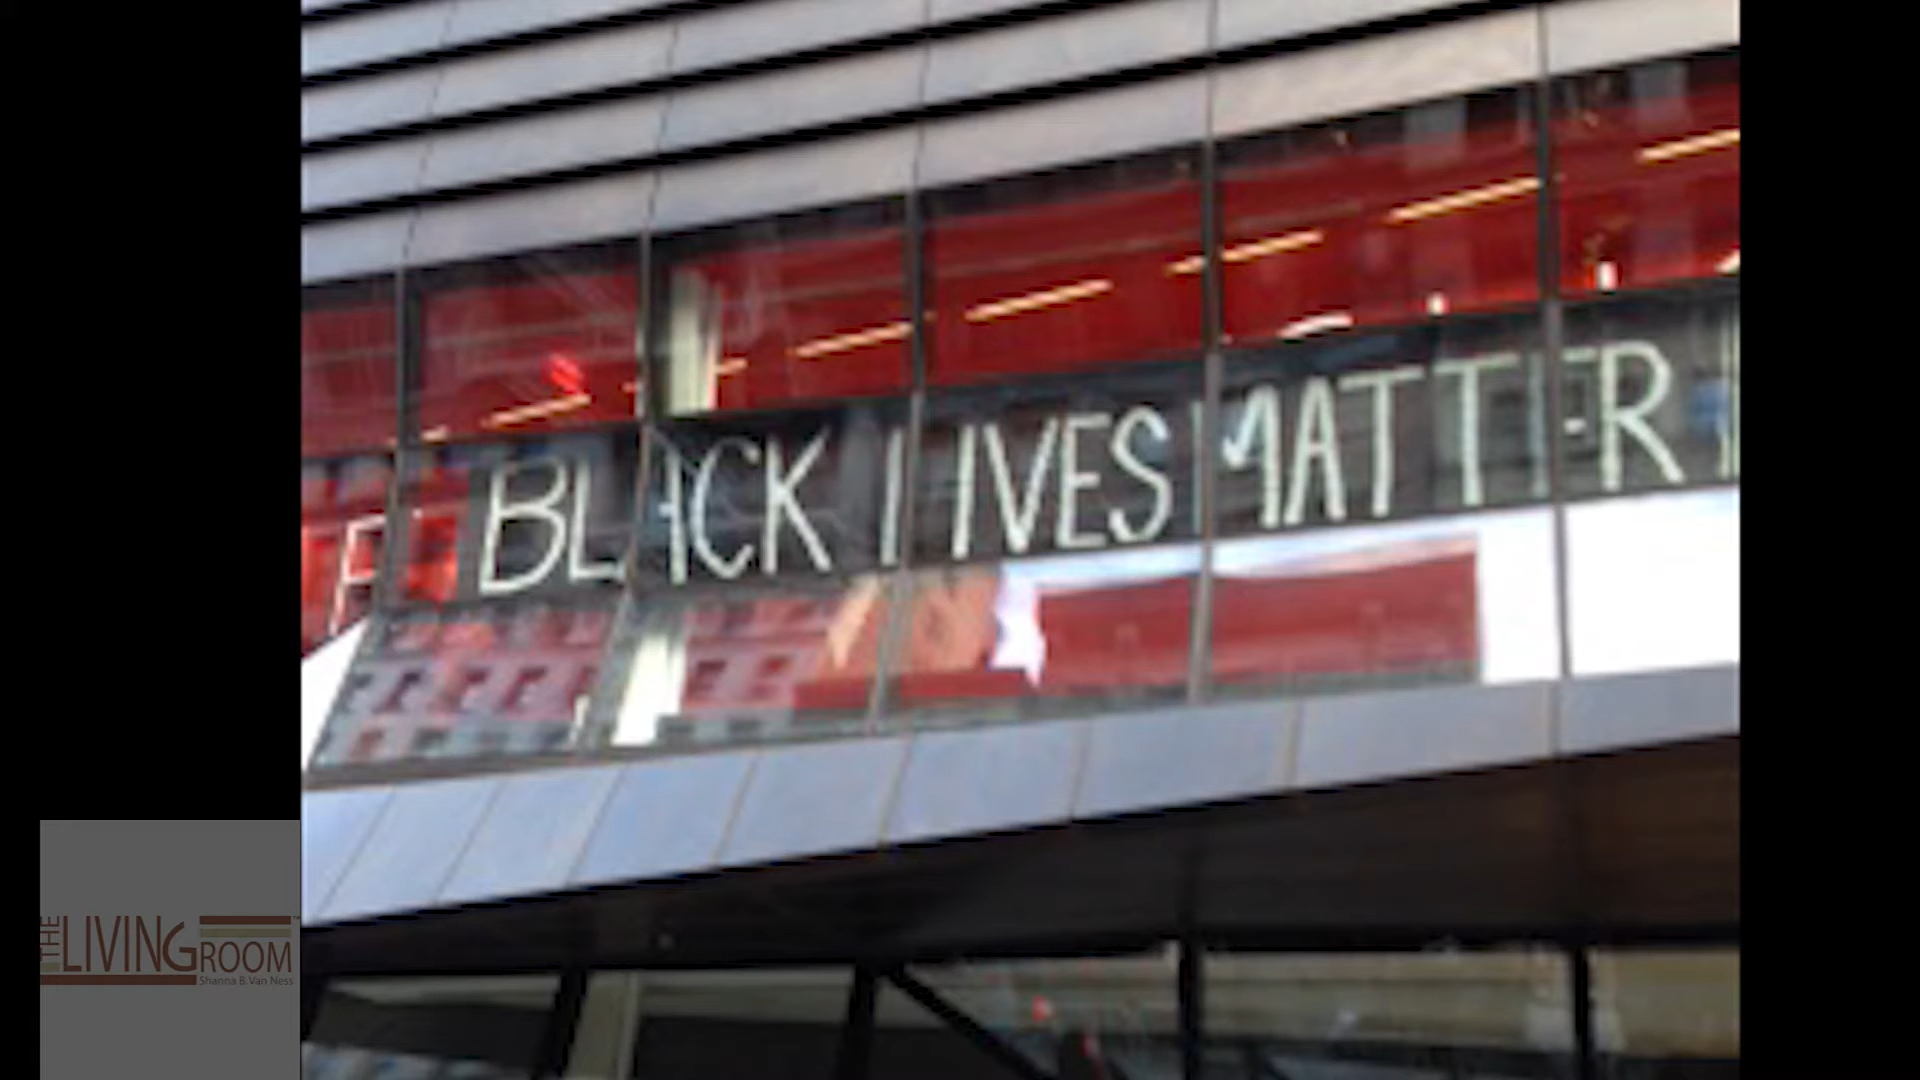 BLACK LIVES MATTER
THE LIVING ROOM
Shanna B. Van Ness